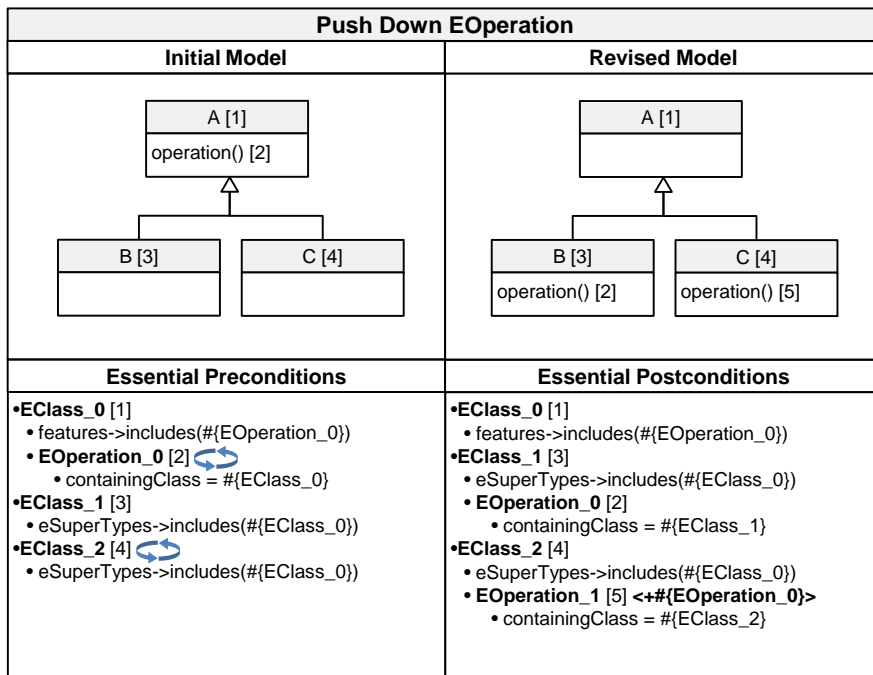 Push Down EOperation
Initial Model
Revised Model
A [1]
operation() [2]
B [3]
C [4]
A [1]
B [3]
operation() [2]
C [4]
operation() [5]
Essential Preconditions
•EClass_0 [1]
• features->includes(#{EOperation_0})
• EOperation_0 [2]
• containingClass = #{EClass_0}
•EClass_1 [3]
• eSuperTypes->includes(#{EClass_0})
•EClass_2 [4]
• eSuperTypes->includes(#{EClass_0})
Essential Postconditions
•EClass_0 [1]
• features->includes(#{EOperation_0})
•EClass_1 [3]
• eSuperTypes->includes(#{EClass_0})
• EOperation_0 [2]
• containingClass = #{EClass_1}
•EClass_2 [4]
• eSuperTypes->includes(#{EClass_0})
• EOperation_1 [5] <+#{EOperation_0}>
• containingClass = #{EClass_2}